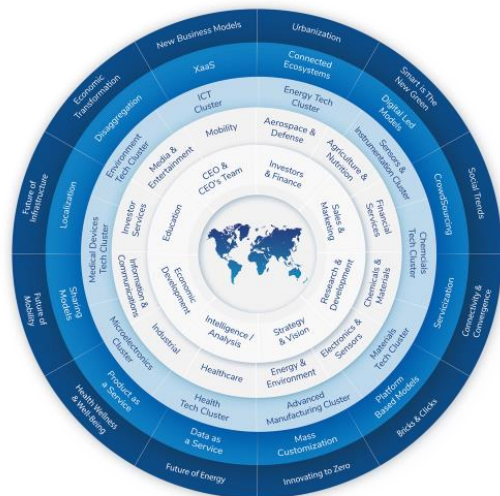 New Business Models
Urbanization
Smart is The
New Green
Social Trends
Connectivity &
Convergence
Bricks & Clicks
Innovating to Zero
Future of Energy
Health Wellness
& Well-Being
Future of
Mobility
Future of
Infrastructure
Economic
Transformation
XaaS
Connected
Ecosystems
Digital Led
Models
CrowdSourcing
Servicization
Platform
Based Models
Mass
Customization
Data as
a Service
Product as
a Service
Sharing
Models
Localization
Disaggregation
ICT
Cluster
Energy Tech
Cluster
Sensors &
Instrumentation Cluster
Chemcials
Tech Cluster
Materials
Tech Cluster
Advanced
Manufacturing Cluster
Health
Tech Cluster
Microelectronics
Cluster
Medical Devices
Tech Cluster
Environment
Tech Cluster
Mobility
Aerospace &
Defense
Agriculture &
Nutrition
Financial
Services
Chemicals &
Materials
Electronics &
Sensors
Energy &
Environment
Healthcare
Industrial
Information &
Communications
Investor
Services
Media &
Entertainment
CEO &
CEO's Team
Investors
& Finance
Sales &
Marketing
Research &
Development
Strategy
& Vision
Intelligence /
Analysis
Economic
Development
Education